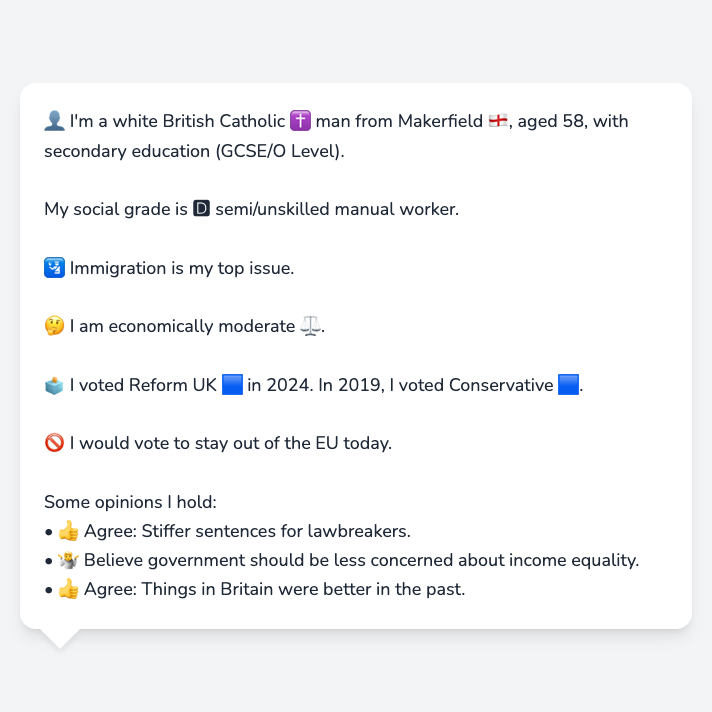 👤 I'm a white British Catholic ✝️ man from Makerfield 🏴󠁧󠁢󠁥󠁮󠁧󠁿, aged 58, with
secondary education (GCSE/O Level).
My social grade is 🅳 semi/unskilled manual worker.
🛂 Immigration is my top issue.
🤔 I am economically moderate ⚖️.
🗳️ I voted Reform UK 🟦 in 2024. In 2019, I voted Conservative 🟦.
🚫 I would vote to stay out of the EU today.
Some opinions I hold:
• 👍 Agree: Stiffer sentences for lawbreakers.
• 🤷 Believe government should be less concerned about income equality.
• 👍 Agree: Things in Britain were better in the past.